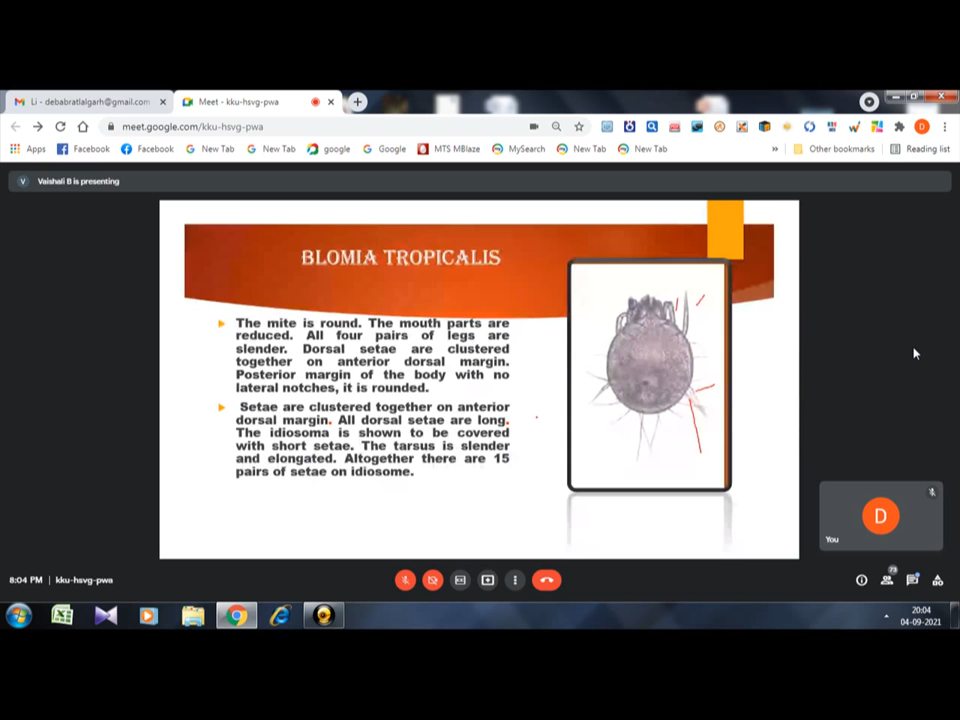 Li - debabratlalgarh@gmail.com
Meet - kku-hsvg-pwa
meet.google.com/kku-hsvg-pwa
D
Apps
Facebook
Facebook
New Tab
New Tab
google
Google
MTS MBlaze
MySearch
New Tab
New Tab
»
Other bookmarks
Reading list
V
Vaishali B is presenting
BLOMIA TROPICALIS
The mite is round. The mouth parts are
reduced. All four pairs of legs are
slender. Dorsal setae are clustered
together on anterior dorsal margin.
Posterior margin of the body with no
lateral notches, it is rounded.
Setae are clustered together on anterior
dorsal margin. All dorsal setae are long.
The idiosoma is shown to be covered
with short setae. The tarsus is slender
and elongated. Altogether there are 15
pairs of setae on idiosome.
D
You
8:04 PM | kku-hsvg-pwa
73
20:04
04-09-2021